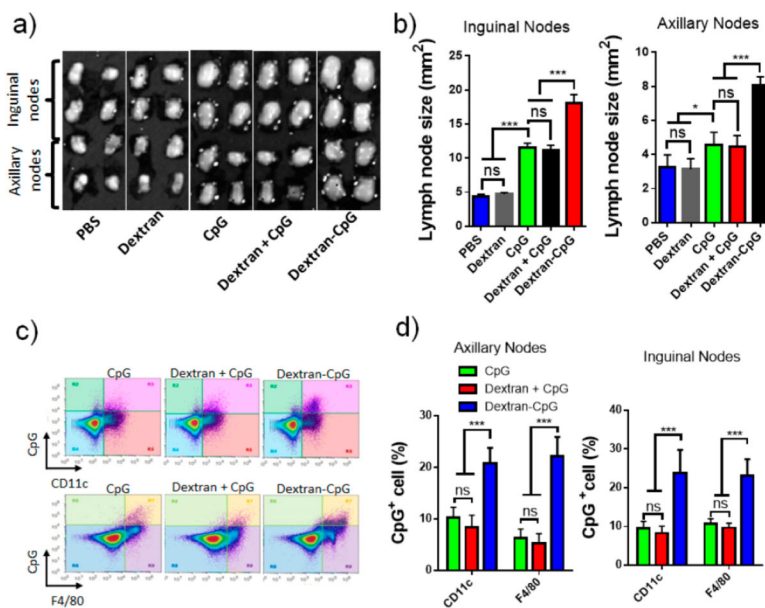 a)
Inguinal nodes
Axillary nodes
PBS
Dextran
CpG
Dextran + CpG
Dextran-CpG
b)
Inguinal Nodes
Lymph node size (mm²)
25
20
15
10
5
0
***
ns
ns
***
PBS
Dextran
CpG
Dextran + CpG
Dextran-CpG
Axillary Nodes
Lymph node size (mm²)
10
8
6
4
2
0
*
ns
ns
***
PBS
Dextran
CpG
Dextran + CpG
Dextran-CpG
c)
CpG
Dextran + CpG
Dextran-CpG
CpG
CD11c
CpG
Dextran + CpG
Dextran-CpG
CpG
F4/80
d)
Axillary Nodes
CpG
Dextran + CpG
Dextran-CpG
CpG⁺ cell (%)
30
20
10
0
***
ns
***
ns
CD11c
F4/80
Inguinal Nodes
CpG ⁺cell (%)
40
30
20
10
0
***
ns
***
ns
CD11c
F4/80